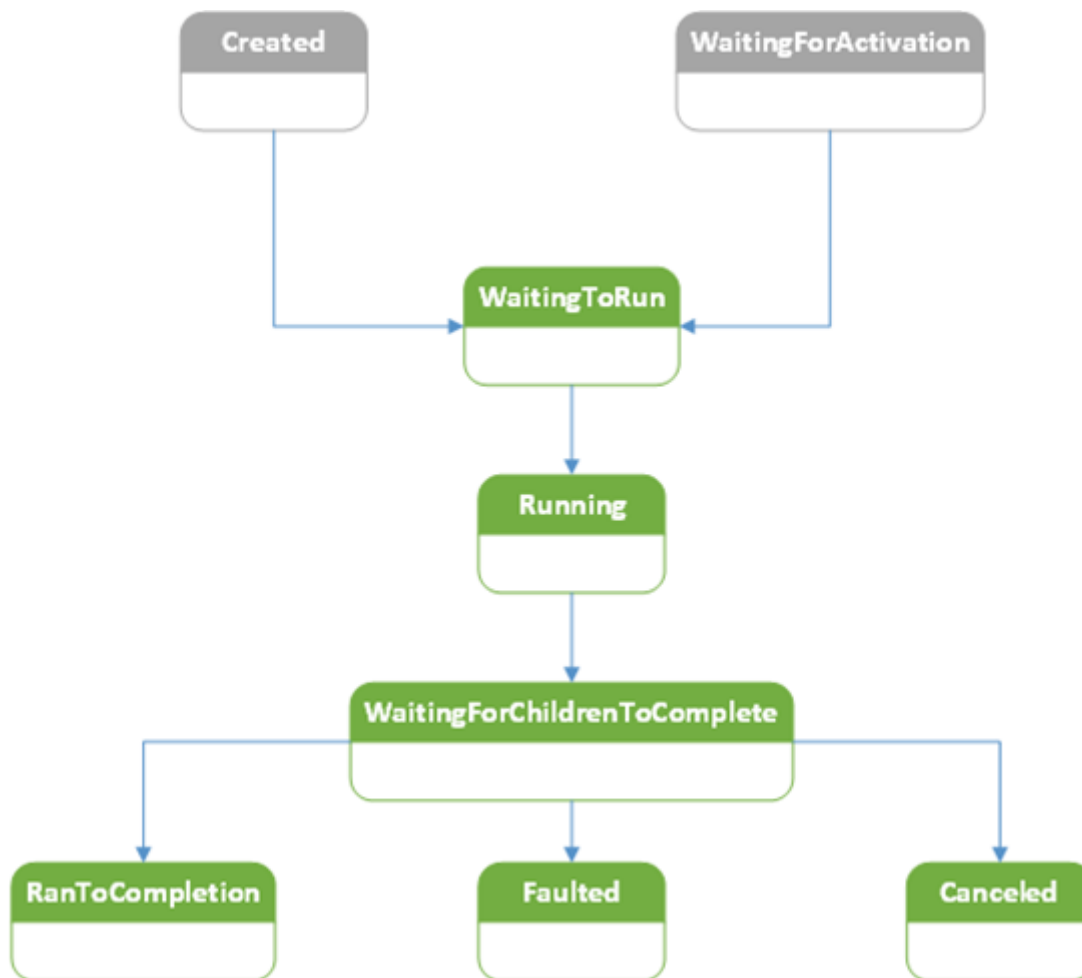 Created
WaitingForActivation
WaitingToRun
Running
WaitingForChildrenToComplete
RanToCompletion
Faulted
Canceled